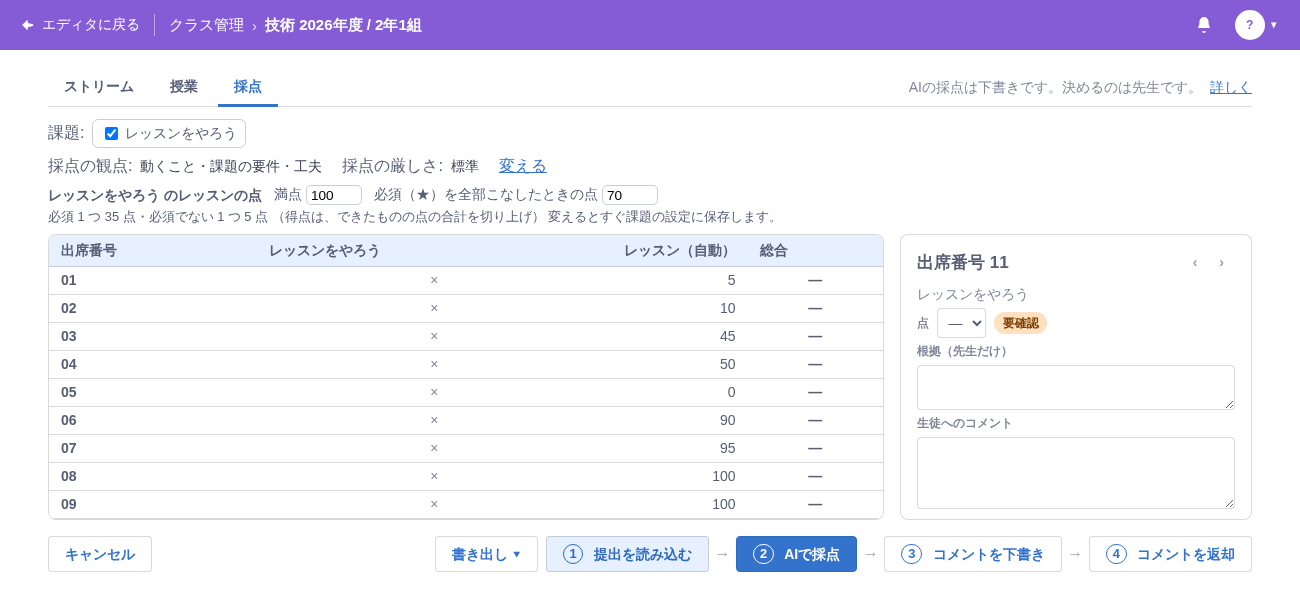 エディタに戻る クラス管理 › 技術 2026年度 / 2年1組 ?
ストリーム 授業 採点 AIの採点は下書きです。決めるのは先生です。 詳しく
課題: レッスンをやろう
採点の観点: 動くこと・課題の要件・工夫 採点の厳しさ: 標準 変える
レッスンをやろう のレッスンの点 満点 100 必須（★）を全部こなしたときの点 70
必須 1 つ 35 点・必須でない 1 つ 5 点 （得点は、できたものの点の合計を切り上げ） 変えるとすぐ課題の設定に保存します。
出席番号 レッスンをやろう レッスン（自動） 総合
01 × 5 —
02 × 10 —
03 × 45 —
04 × 50 —
05 × 0 —
06 × 90 —
07 × 95 —
08 × 100 —
09 × 100 —
出席番号 11 ‹ ›
レッスンをやろう
点 — 要確認
根拠（先生だけ）
生徒へのコメント
キャンセル 書き出し ▼ 1 提出を読み込む → 2 AIで採点 → 3 コメントを下書き → 4 コメントを返却